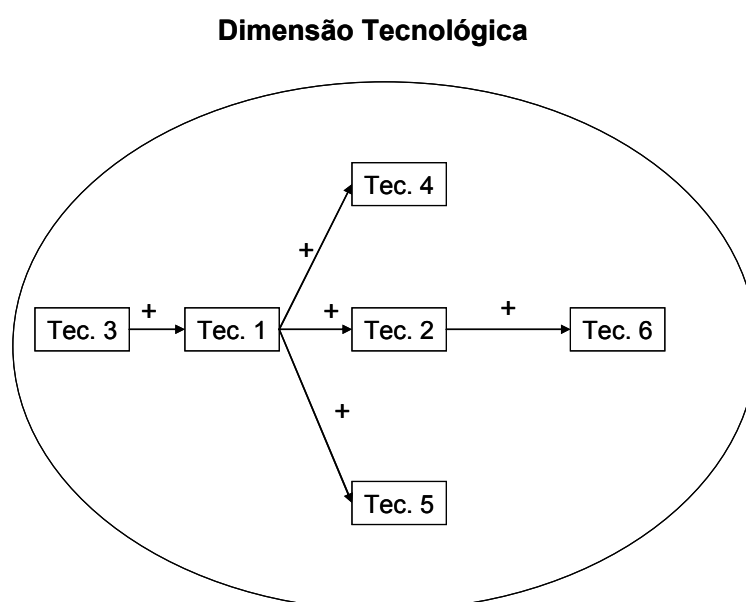 Dimensão Tecnológica
Tec. 4
+
+ + +
Tec. 3 Tec. 1 Tec. 2 Tec. 6
+
Tec. 5